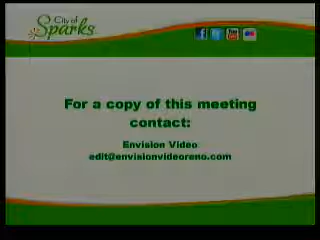 City of
Sparks
For a copy of this meeting
contact:
Envision Video
edit@envisionvideoreno.com